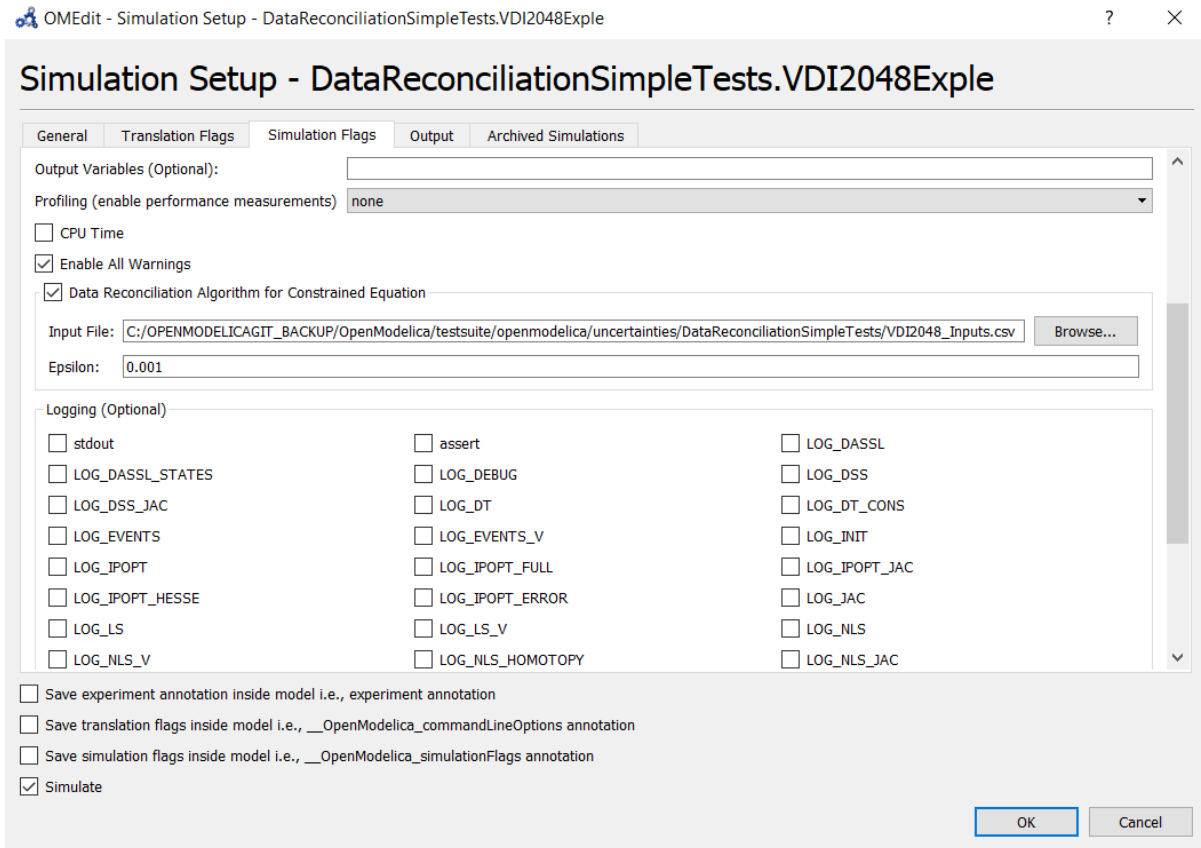 OMEdit - Simulation Setup - DataReconciliationSimpleTests.VDI2048Exple ?
Simulation Setup - DataReconciliationSimpleTests.VDI2048Exple
General Translation Flags Simulation Flags Output Archived Simulations
Output Variables (Optional):
Profiling (enable performance measurements) none
CPU Time
Enable All Warnings
Data Reconciliation Algorithm for Constrained Equation
Input File: C:/OPENMODELICAGIT_BACKUP/OpenModelica/testsuite/openmodelica/uncertainties/DataReconciliationSimpleTests/VDI2048_Inputs.csv Browse...
Epsilon: 0.001
Logging (Optional)
stdout assert LOG_DASSL
LOG_DASSL_STATES LOG_DEBUG LOG_DSS
LOG_DSS_JAC LOG_DT LOG_DT_CONS
LOG_EVENTS LOG_EVENTS_V LOG_INIT
LOG_IPOPT LOG_IPOPT_FULL LOG_IPOPT_JAC
LOG_IPOPT_HESSE LOG_IPOPT_ERROR LOG_JAC
LOG_LS LOG_LS_V LOG_NLS
LOG_NLS_V LOG_NLS_HOMOTOPY LOG_NLS_JAC
Save experiment annotation inside model i.e., experiment annotation
Save translation flags inside model i.e., __OpenModelica_commandLineOptions annotation
Save simulation flags inside model i.e., __OpenModelica_simulationFlags annotation
Simulate
OK Cancel